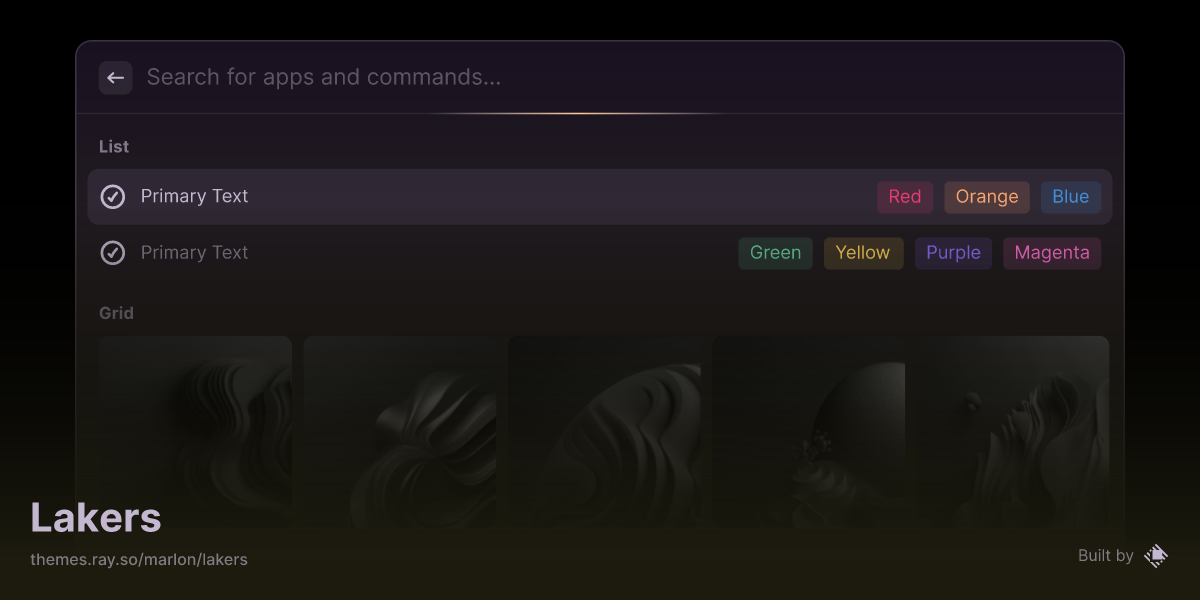 Search for apps and commands...
List
Primary Text Red Orange Blue
Primary Text Green Yellow Purple Magenta
Grid
Lakers
themes.ray.so/marlon/lakers
Built by